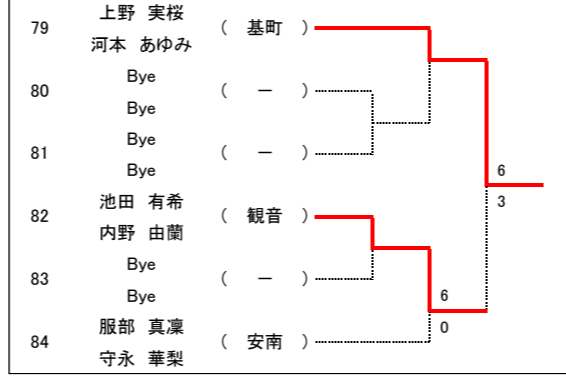 上野 実桜
79 ( 基町 )
河本 あゆみ
Bye
80 ( ー )
Bye
Bye
81 ( ー )
Bye
6
3
池田 有希
82 ( 観音 )
内野 由蘭
Bye
83 ( ー )
Bye
6
0
服部 真凜
84 ( 安南 )
守永 華梨